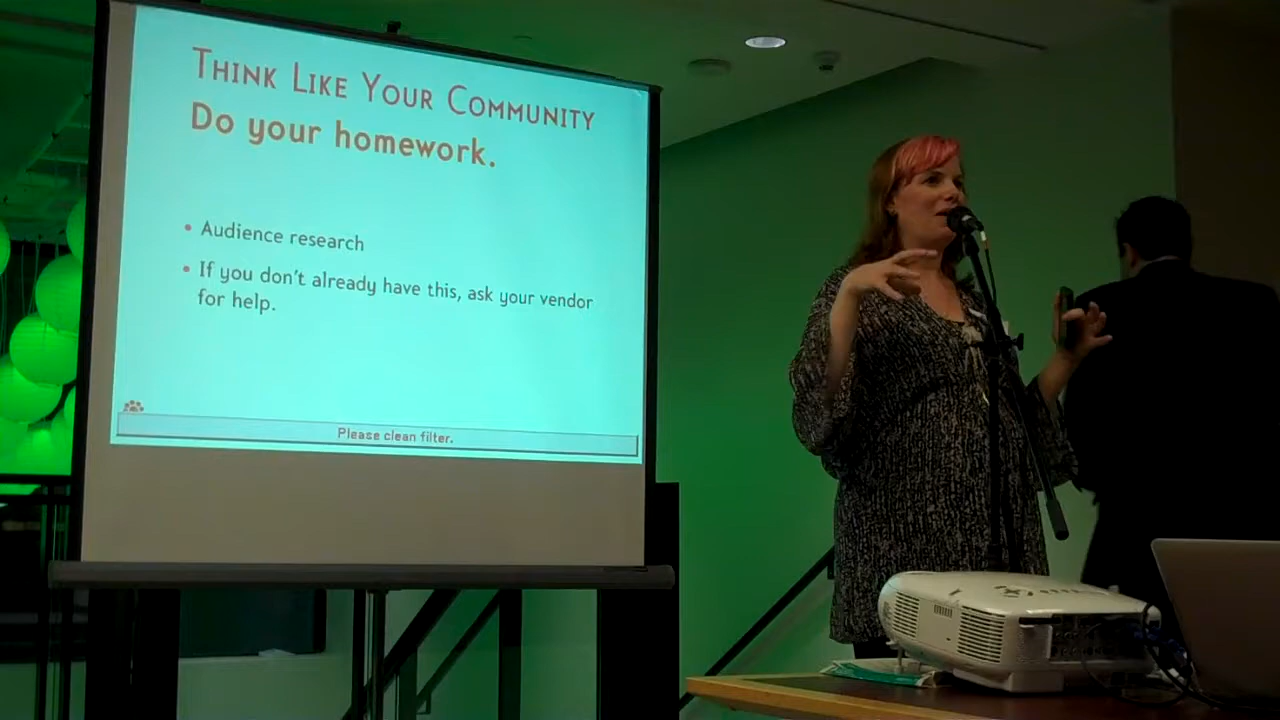 Think Like Your Community
Do your homework.
• Audience research
• If you don't already have this, ask your vendor
for help.
Please clean filter.